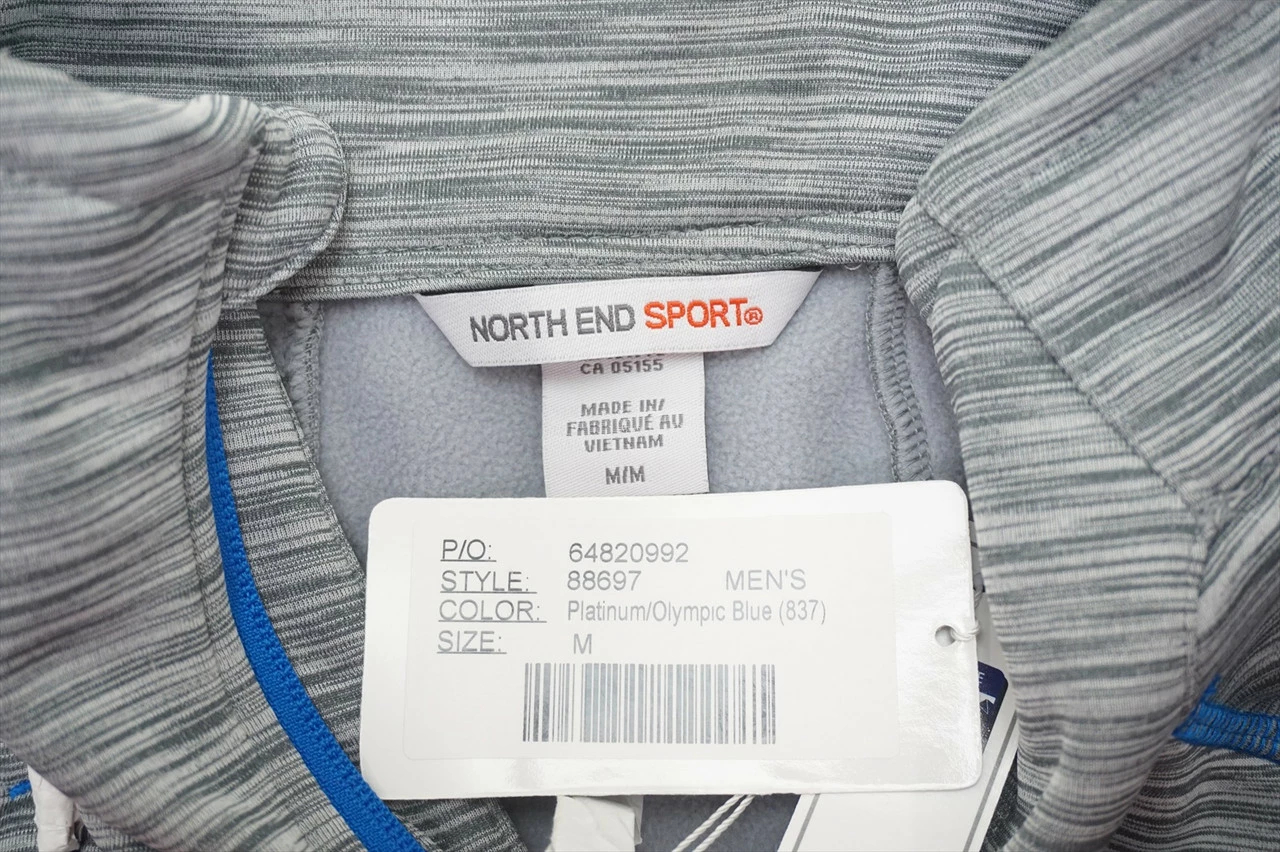 NORTH END SPORT®
CA 05155
MADE IN/
FABRIQUÉ AU
VIETNAM
M/M
P/O: 64820992
STYLE: 88697 MEN'S
COLOR: Platinum/Olympic Blue (837)
SIZE: M